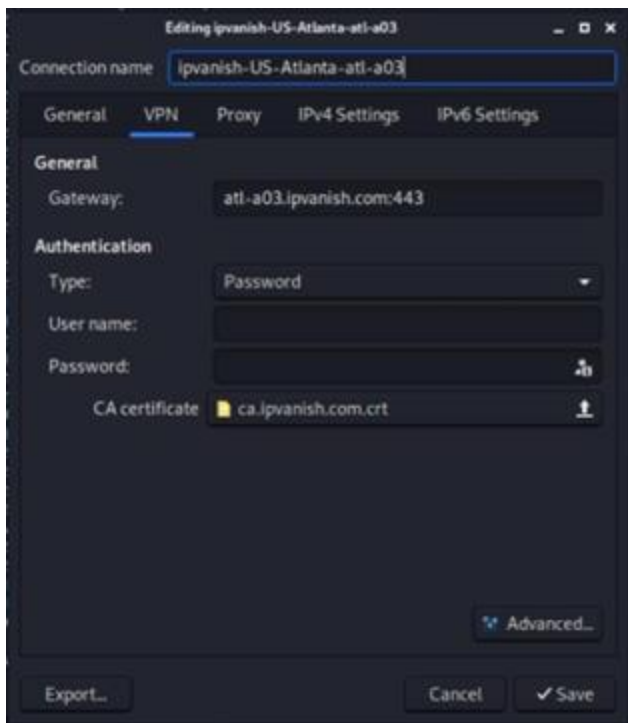 Editing ipvanish-US-Atlanta-atl-a03
Connection name ipvanish-US-Atlanta-atl-a03
General VPN Proxy IPv4 Settings IPv6 Settings
General
Gateway: atl-a03.ipvanish.com:443
Authentication
Type: Password
User name:
Password:
CA certificate ca.ipvanish.com.crt
Advanced...
Export... Cancel Save